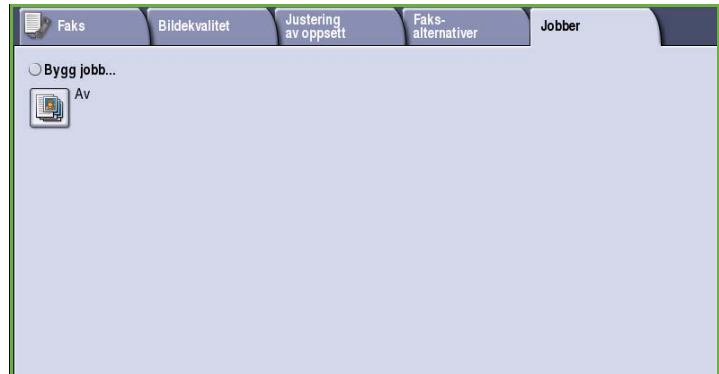 Faks
Bildekvalitet
Justering
av oppsett
Faks-
alternativer
Jobber
Bygg jobb...
Av